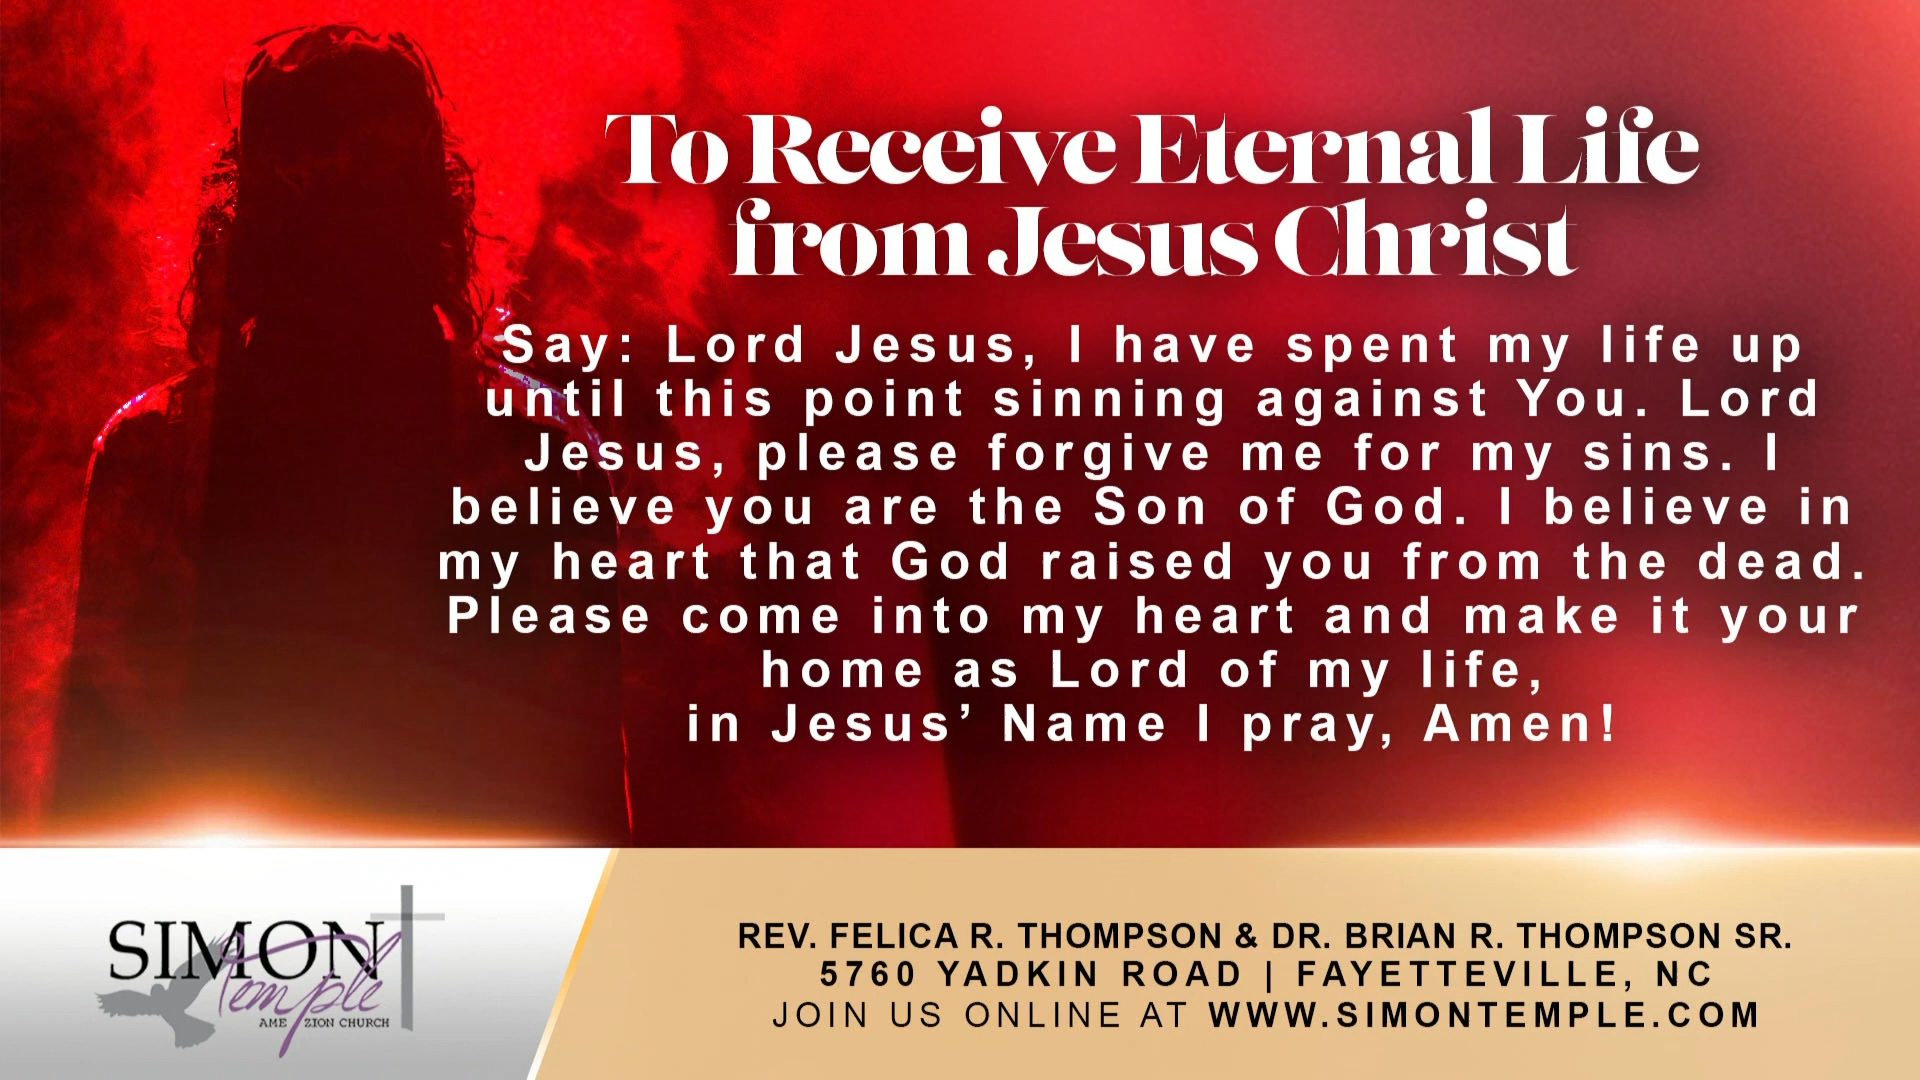 To Receive Eternal Life
from Jesus Christ
Say: Lord Jesus, I have spent my life up
until this point sinning against You. Lord
Jesus, please forgive me for my sins. I
believe you are the Son of God. I believe in
my heart that God raised you from the dead.
Please come into my heart and make it your
home as Lord of my life,
in Jesus’ Name I pray, Amen!
SIMON
Temple
AME ZION CHURCH
REV. FELICA R. THOMPSON & DR. BRIAN R. THOMPSON SR.
5760 YADKIN ROAD | FAYETTEVILLE, NC
JOIN US ONLINE AT WWW.SIMONTEMPLE.COM